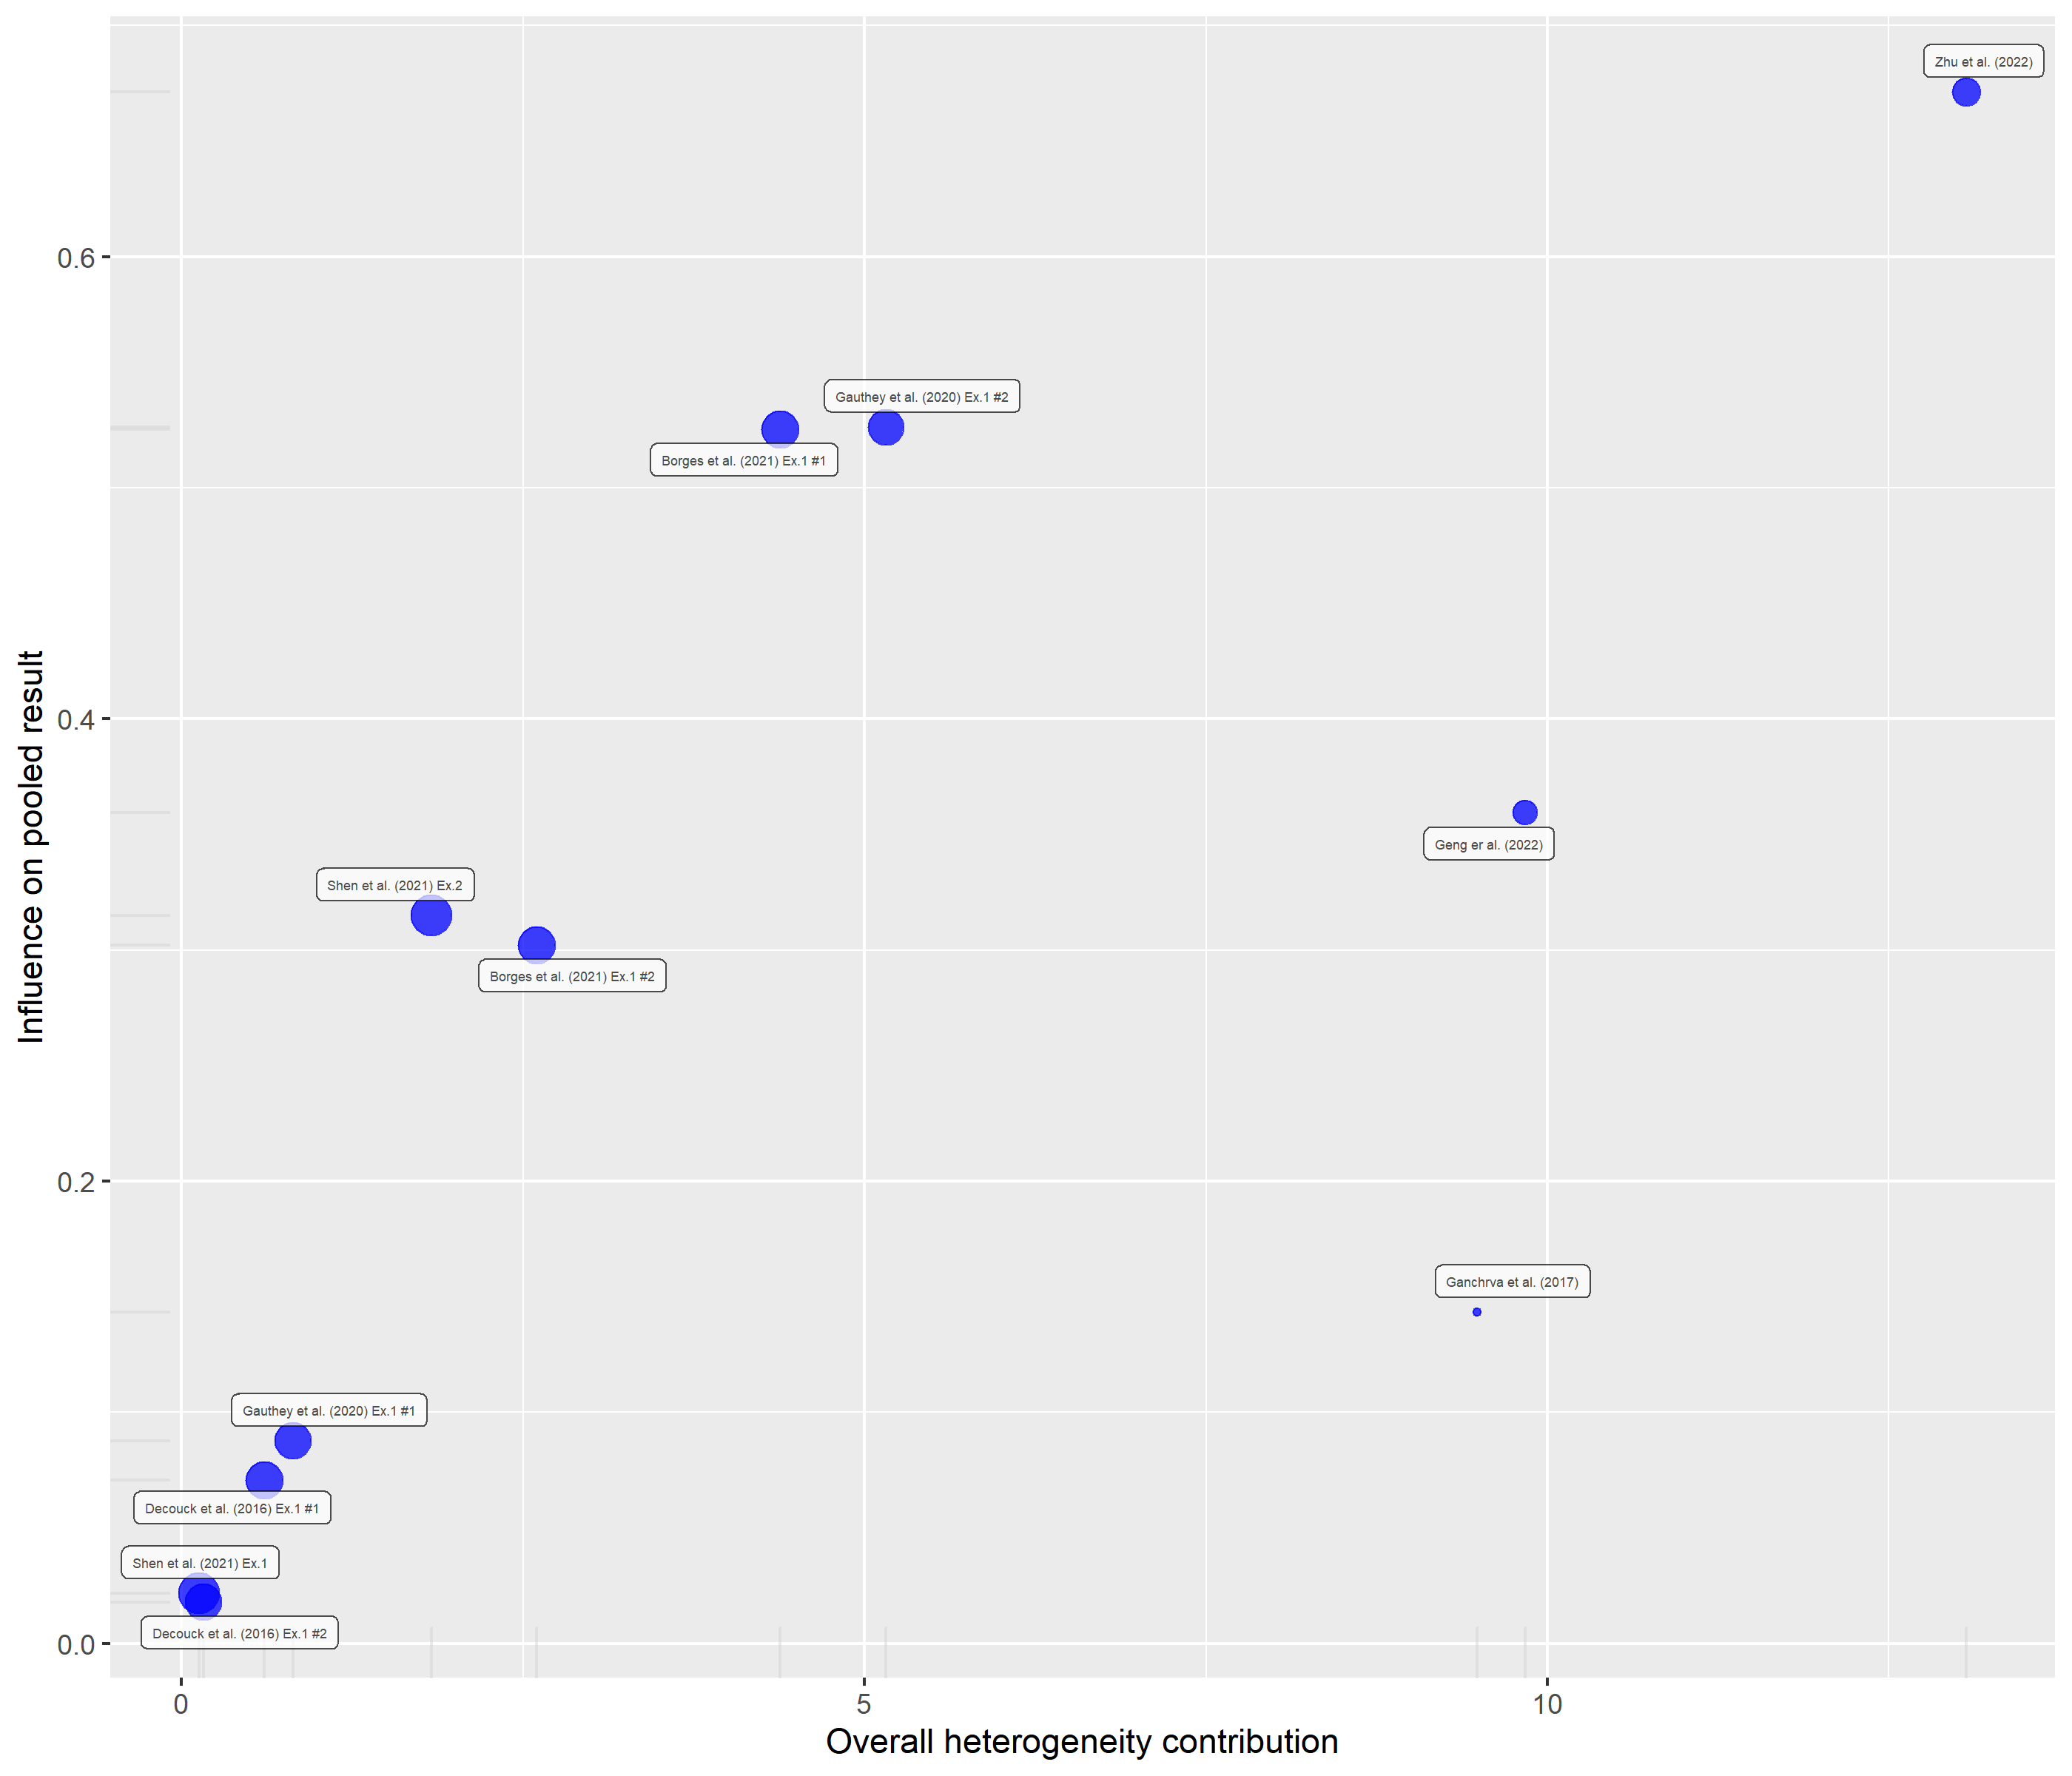 Zhu et al. (2022)
0.6
Gauthey et al. (2020) Ex.1 #2
Borges et al. (2021) Ex.1 #1
0.4
Geng er al. (2022)
Shen et al. (2021) Ex.2
Borges et al. (2021) Ex.1 #2
Influence on pooled result
0.2
Ganchrva et al. (2017)
Gauthey et al. (2020) Ex.1 #1
Decouck et al. (2016) Ex.1 #1
Shen et al. (2021) Ex.1
Decouck et al. (2016) Ex.1 #2
0.0
0 5 10
Overall heterogeneity contribution